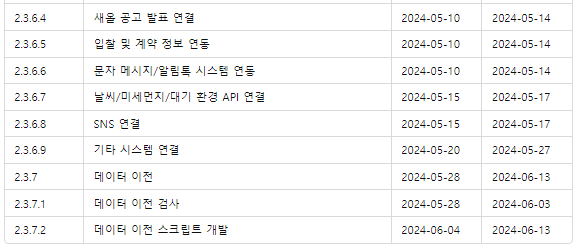 2.3.6.4 새올 공고 발표 연결 2024-05-10 2024-05-14
2.3.6.5 입찰 및 계약 정보 연동 2024-05-10 2024-05-14
2.3.6.6 문자 메시지/알림톡 시스템 연동 2024-05-10 2024-05-14
2.3.6.7 날씨/미세먼지/대기 환경 API 연결 2024-05-15 2024-05-17
2.3.6.8 SNS 연결 2024-05-15 2024-05-17
2.3.6.9 기타 시스템 연결 2024-05-20 2024-05-27
2.3.7 데이터 이전 2024-05-28 2024-06-13
2.3.7.1 데이터 이전 검사 2024-05-28 2024-06-03
2.3.7.2 데이터 이전 스크립트 개발 2024-06-04 2024-06-13